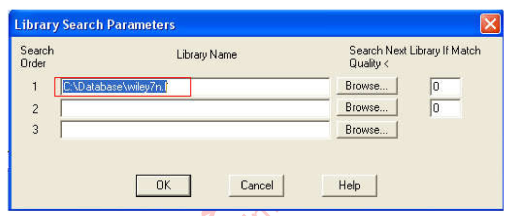 Library Search Parameters
Search Order
Library Name
Search Next Library If Match Quality <
1 C:\Database\wiley7n.l Browse... 0
2 Browse... 0
3 Browse...
OK Cancel Help